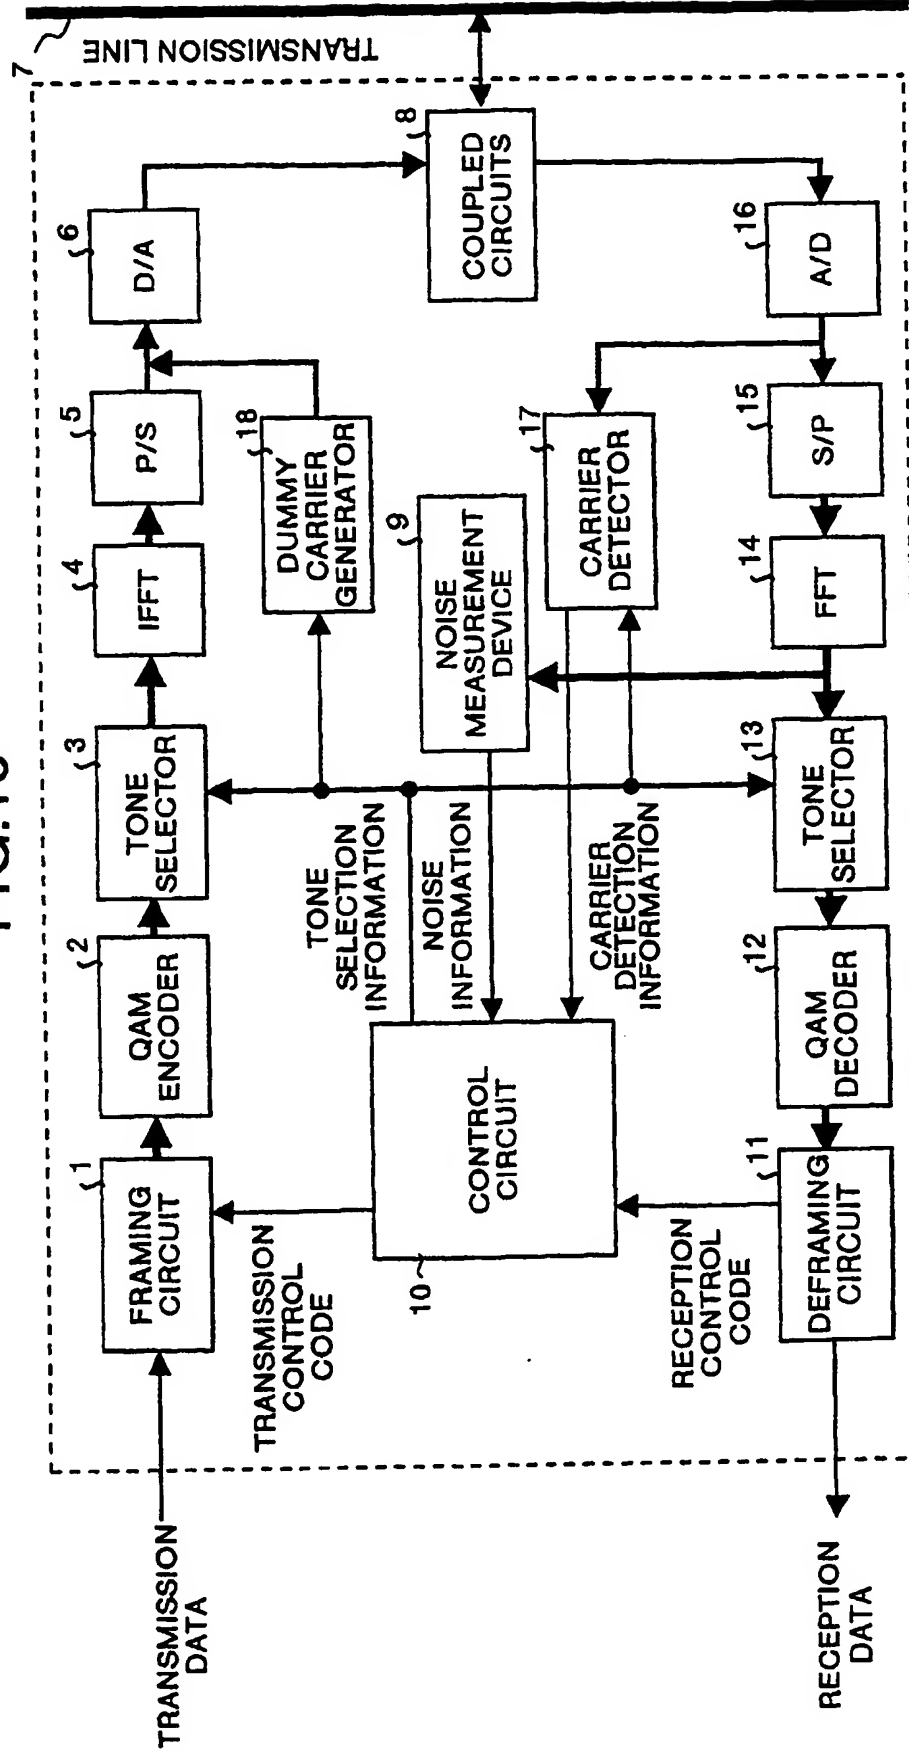 TRANSMISSION
DATA
1
FRAMING
CIRCUIT
2
QAM
ENCODER
3
TONE
SELECTOR
4
IFFT
5
P/S
6
D/A
7
TRANSMISSION LINE
TRANSMISSION
CONTROL
CODE
TONE
SELECTION
INFORMATION
18
DUMMY
CARRIER
GENERATOR
8
COUPLED
CIRCUITS
10
CONTROL
CIRCUIT
NOISE
INFORMATION
9
NOISE
MEASUREMENT
DEVICE
CARRIER
DETECTION
INFORMATION
17
CARRIER
DETECTOR
RECEPTION
CONTROL
CODE
RECEPTION
DATA
11
DEFRAMING
CIRCUIT
12
QAM
DECODER
13
TONE
SELECTOR
14
FFT
15
S/P
16
A/D